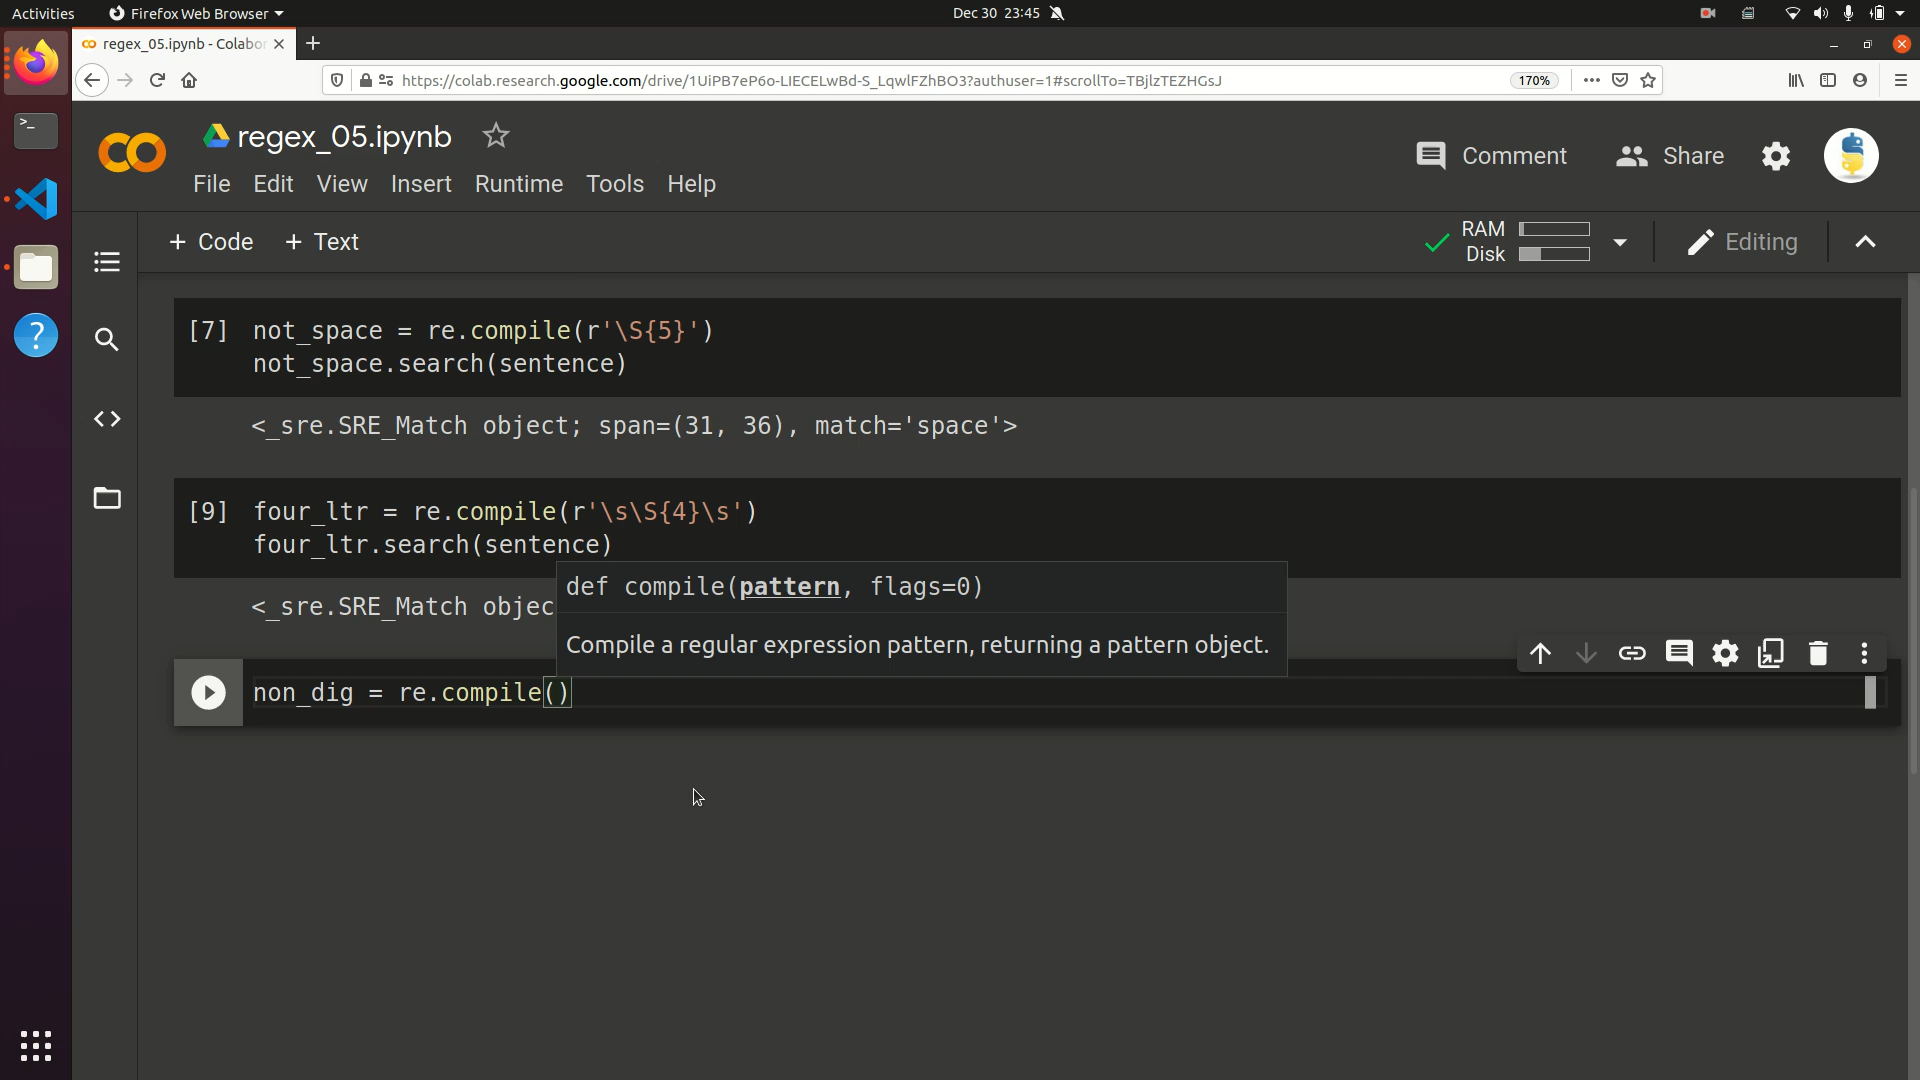 Activities
Firefox Web Browser
Dec 30 23:45
regex_05.ipynb - Colabor
https://colab.research.google.com/drive/1UiPB7eP6o-LIECELwBd-S_LqwlFZhBO3?authuser=1#scrollTo=TBjlzTEZHGsJ
170%
regex_05.ipynb
Comment
Share
File Edit View Insert Runtime Tools Help
+ Code + Text
RAM
Disk
Editing
[7] not_space = re.compile(r'\S{5}')
not_space.search(sentence)
<_sre.SRE_Match object; span=(31, 36), match='space'>
[9] four_ltr = re.compile(r'\s\S{4}\s')
four_ltr.search(sentence)
def compile(pattern, flags=0)
<_sre.SRE_Match objec
Compile a regular expression pattern, returning a pattern object.
non_dig = re.compile()